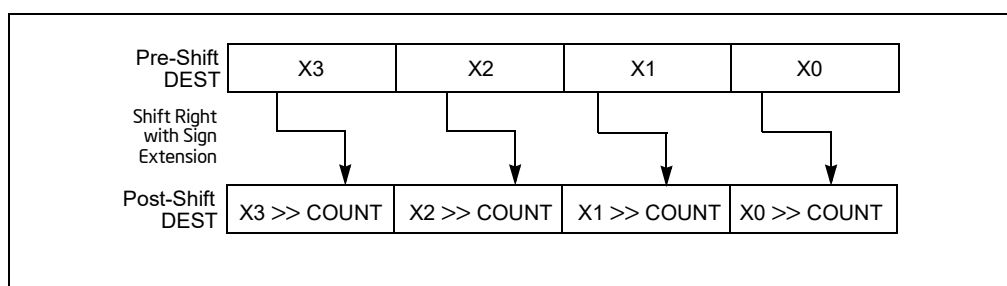 Pre-Shift
DEST
X3 X2 X1 X0
Shift Right
with Sign
Extension
Post-Shift
DEST
X3 >> COUNT X2 >> COUNT X1 >> COUNT X0 >> COUNT